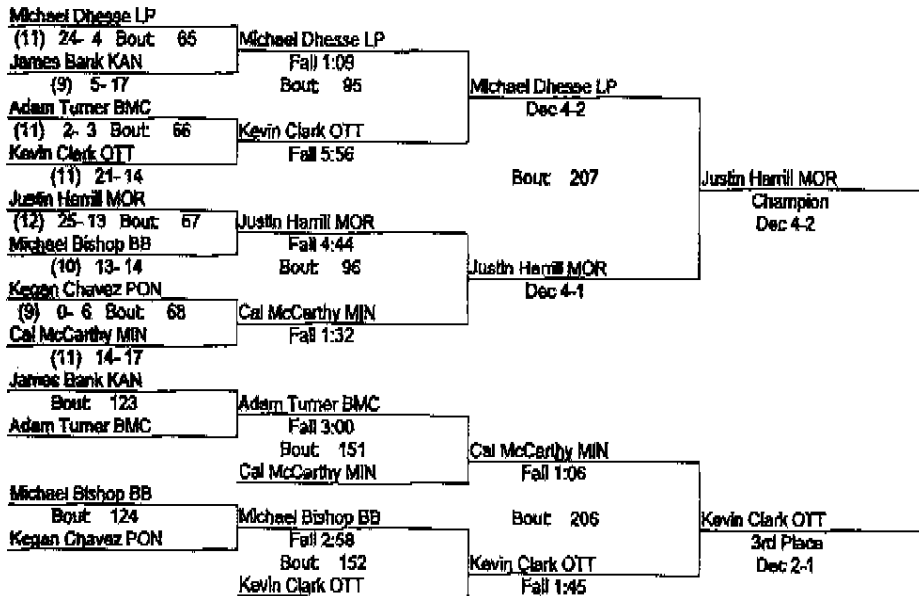 Michael Dhesse LP
(11) 24- 4 Bout: 65
James Bank KAN
(9) 5- 17
Adam Turner BMC
(11) 2- 3 Bout: 66
Kevin Clark OTT
(11) 21- 14
Justin Harrill MOR
(12) 25- 13 Bout: 67
Michael Bishop BB
(10) 13- 14
Kegan Chavez PON
(9) 0- 6 Bout: 68
Cal McCarthy MIN
(11) 14- 17
James Bank KAN
Bout: 123
Adam Turner BMC
Michael Bishop BB
Bout: 124
Kegan Chavez PON
Michael Dhesse LP
Fall 1:09
Bout: 95
Kevin Clark OTT
Fall 5:56
Justin Harrill MOR
Fall 4:44
Bout: 96
Cal McCarthy MIN
Fall 1:32
Adam Turner BMC
Fall 3:00
Bout: 151
Cal McCarthy MIN
Michael Bishop BB
Fall 2:58
Bout: 152
Kevin Clark OTT
Michael Dhesse LP
Dec 4-2
Bout: 207
Justin Harrill MOR
Dec 4-1
Cal McCarthy MIN
Fall 1:06
Bout: 206
Kevin Clark OTT
Fall 1:45
Justin Harrill MOR
Champion
Dec 4-2
Kevin Clark OTT
3rd Place
Dec 2-1